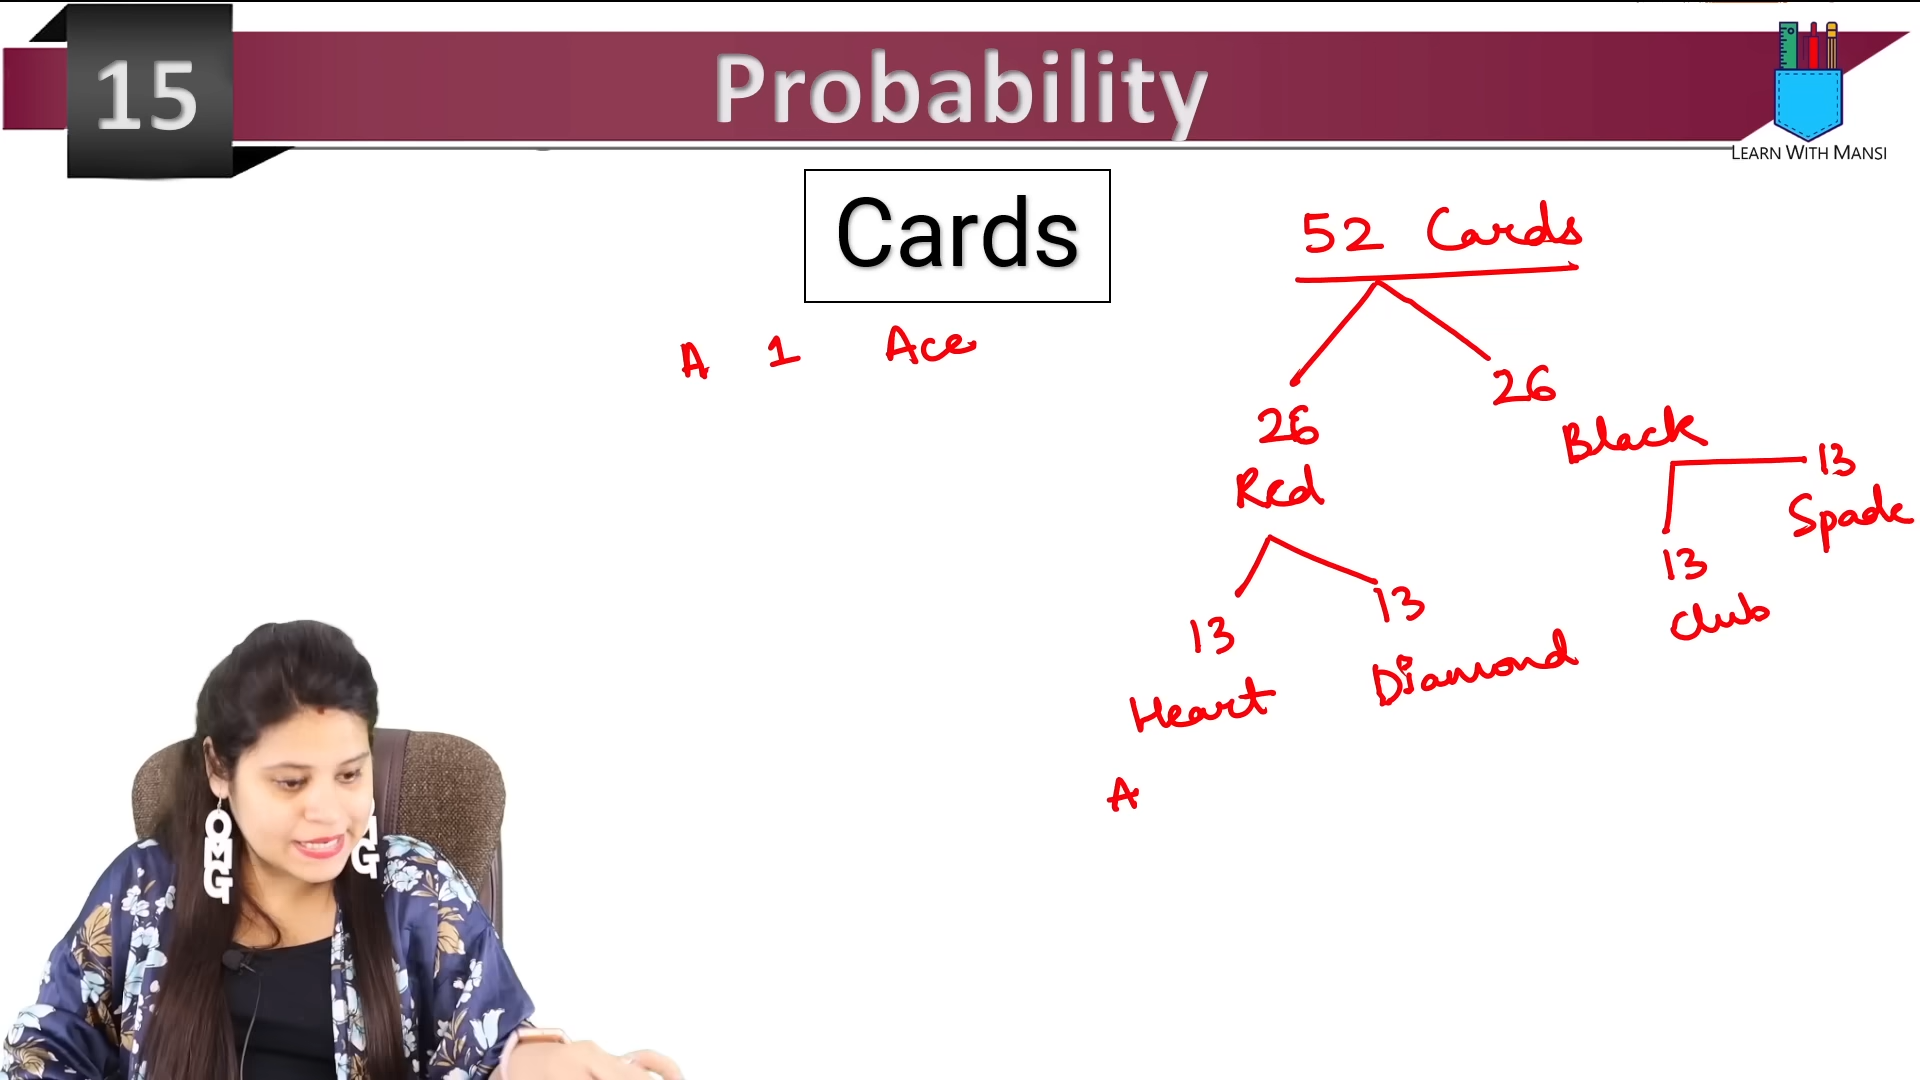 15
Probability
LEARN WITH MANSI
Cards
52 Cards
A 1 Ace
26
Red
26
Black
13
Spade
13
Club
13
Heart
13
Diamond
A
OMG